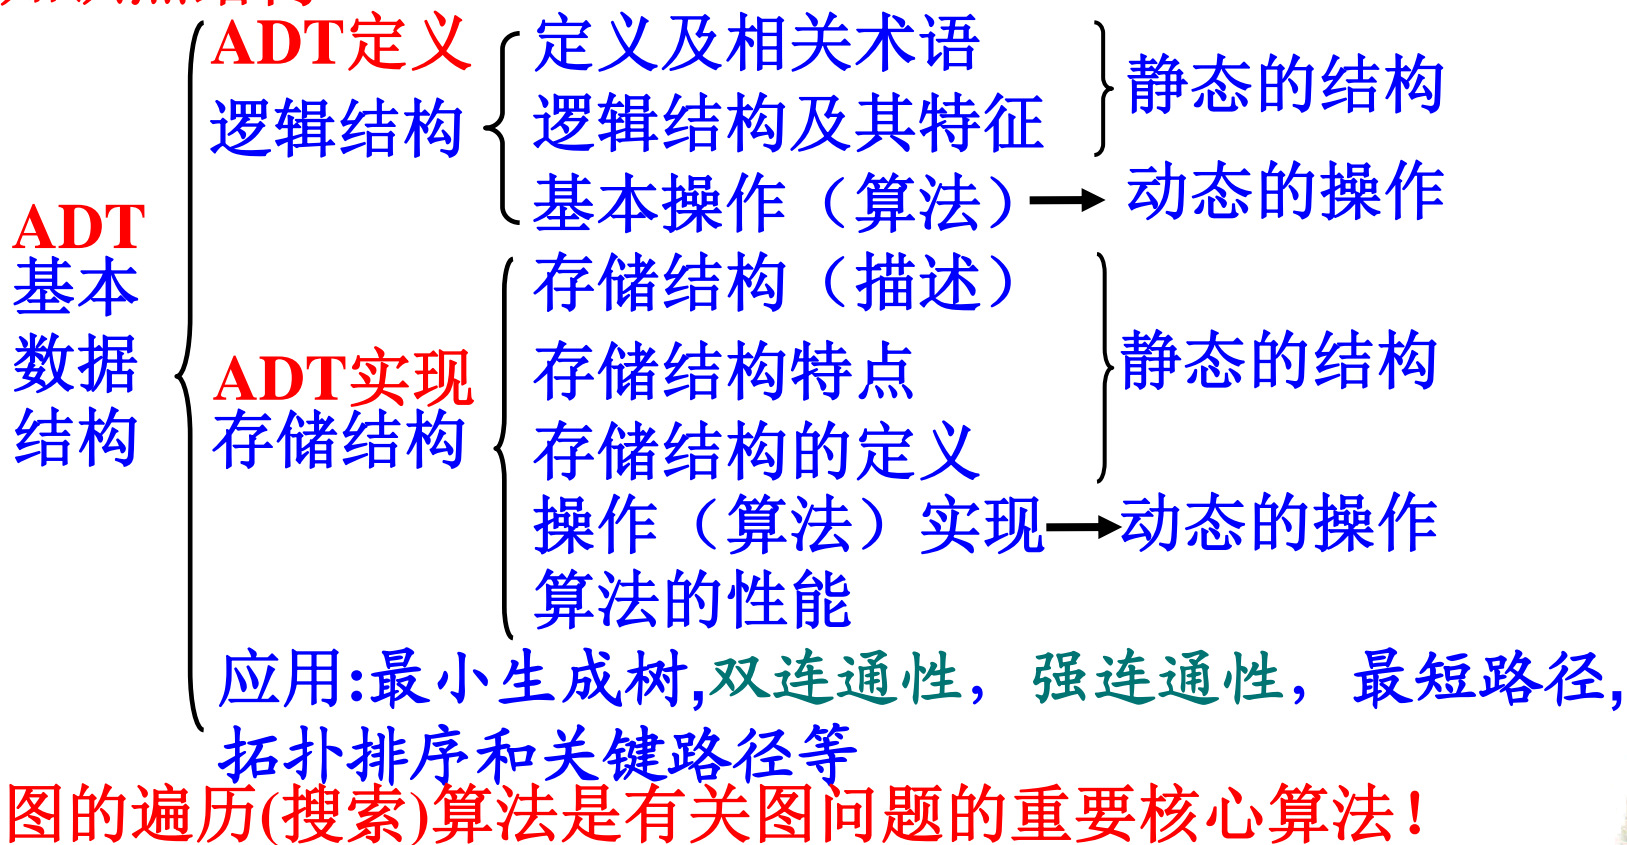 ADT
基本
数据
结构
ADT定义
逻辑结构
定义及相关术语
逻辑结构及其特征
基本操作（算法）
静态的结构
动态的操作
ADT实现
存储结构
存储结构（描述）
存储结构特点
存储结构的定义
操作（算法）实现
算法的性能
静态的结构
动态的操作
应用:最小生成树,双连通性，强连通性，最短路径,
拓扑排序和关键路径等
图的遍历(搜索)算法是有关图问题的重要核心算法！